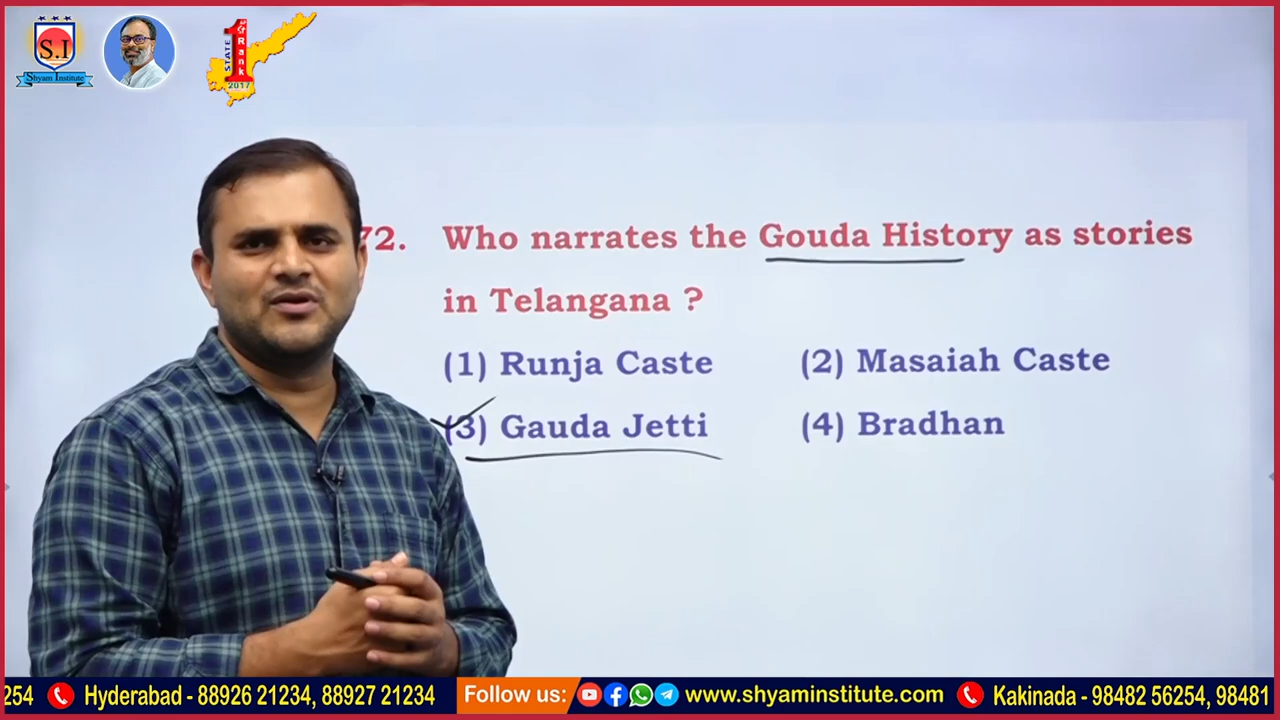 S.I
Shyam Institute
STATE
1
Rank
2017
72. Who narrates the Gouda History as stories
in Telangana ?
(1) Runja Caste (2) Masaiah Caste
(3) Gauda Jetti (4) Bradhan
254 Hyderabad - 88926 21234, 88927 21234 Follow us: www.shyaminstitute.com Kakinada - 98482 56254, 98481